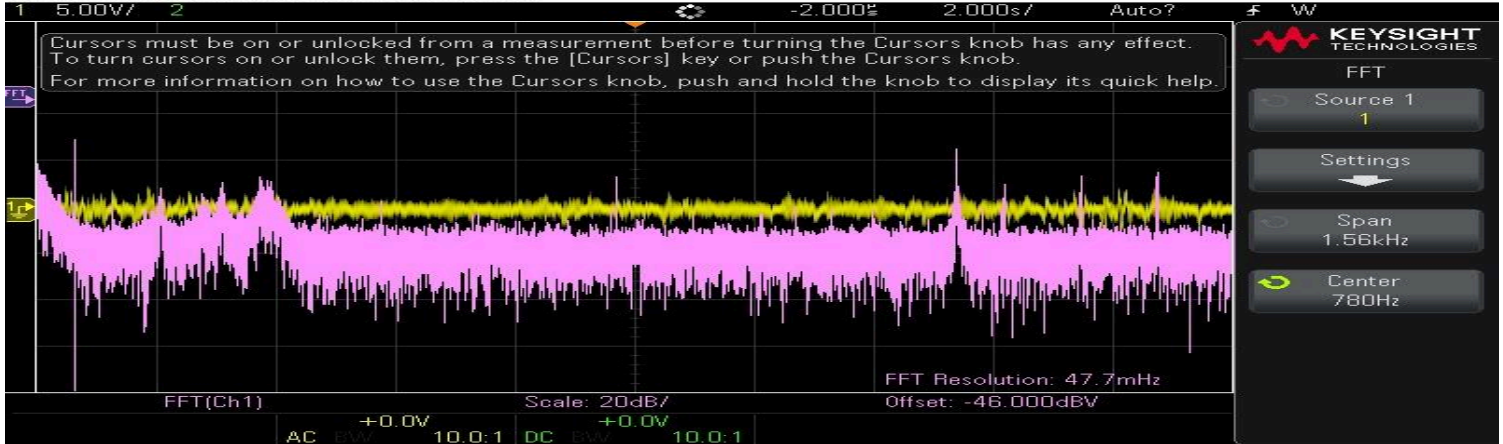 1 5.00V/ 2 -2.000s 2.000s/ Auto? W
Cursors must be on or unlocked from a measurement before turning the Cursors knob has any effect.
To turn cursors on or unlock them, press the [Cursors] key or push the Cursors knob.
For more information on how to use the Cursors knob, push and hold the knob to display its quick help.
KEYSIGHT
TECHNOLOGIES
FFT
Source 1
1
Settings
Span
1.56kHz
Center
780Hz
FFT
1
FFT Resolution: 47.7mHz
FFT(Ch1) Scale: 20dB/ Offset: -46.000dBV
+0.0V +0.0V
AC BW 10.0:1 DC BW 10.0:1